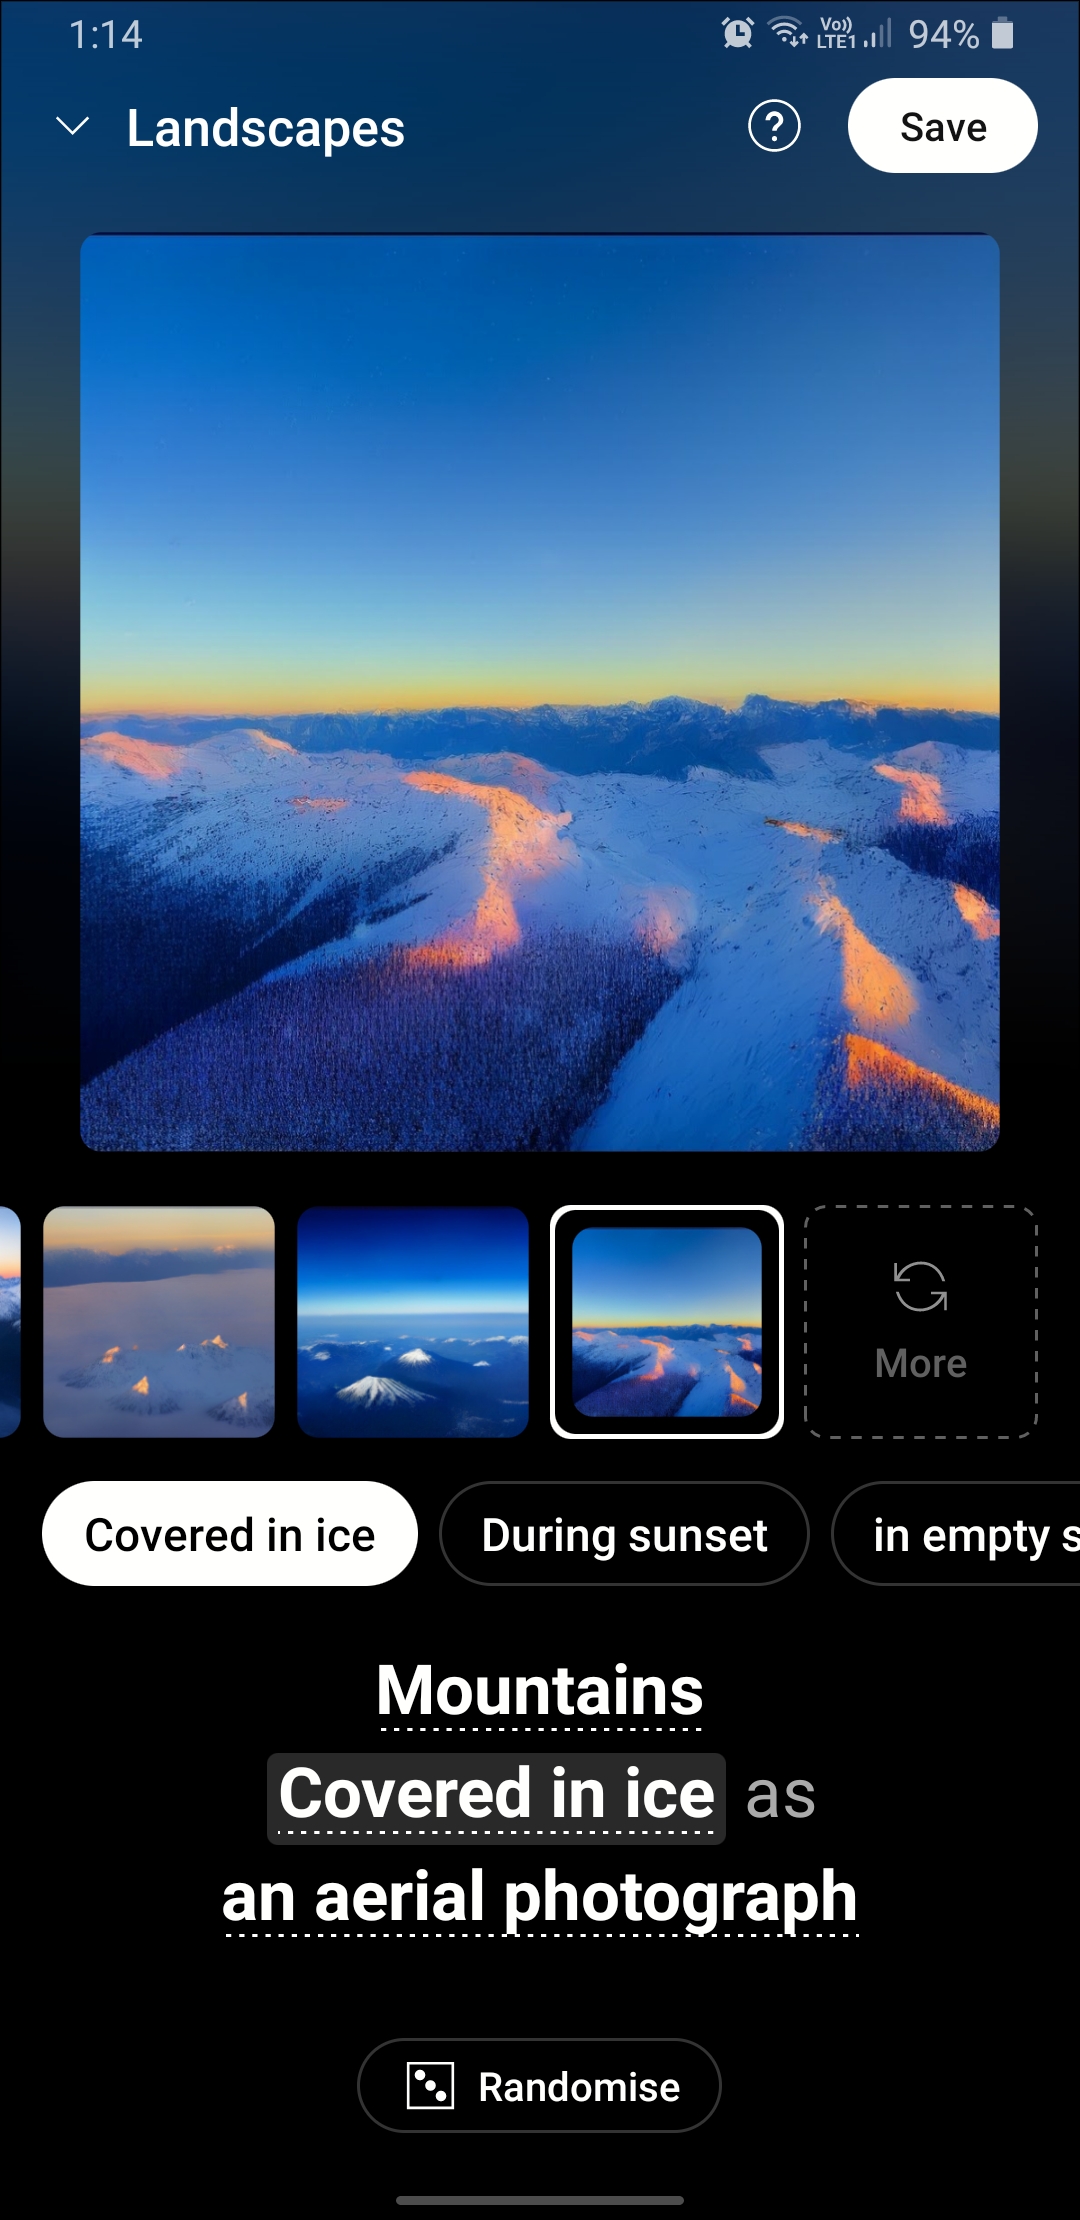 1:14
Vo)) LTE1 94%
Landscapes
? Save
More
Covered in ice During sunset in empty s
Mountains
Covered in ice as
an aerial photograph
Randomise